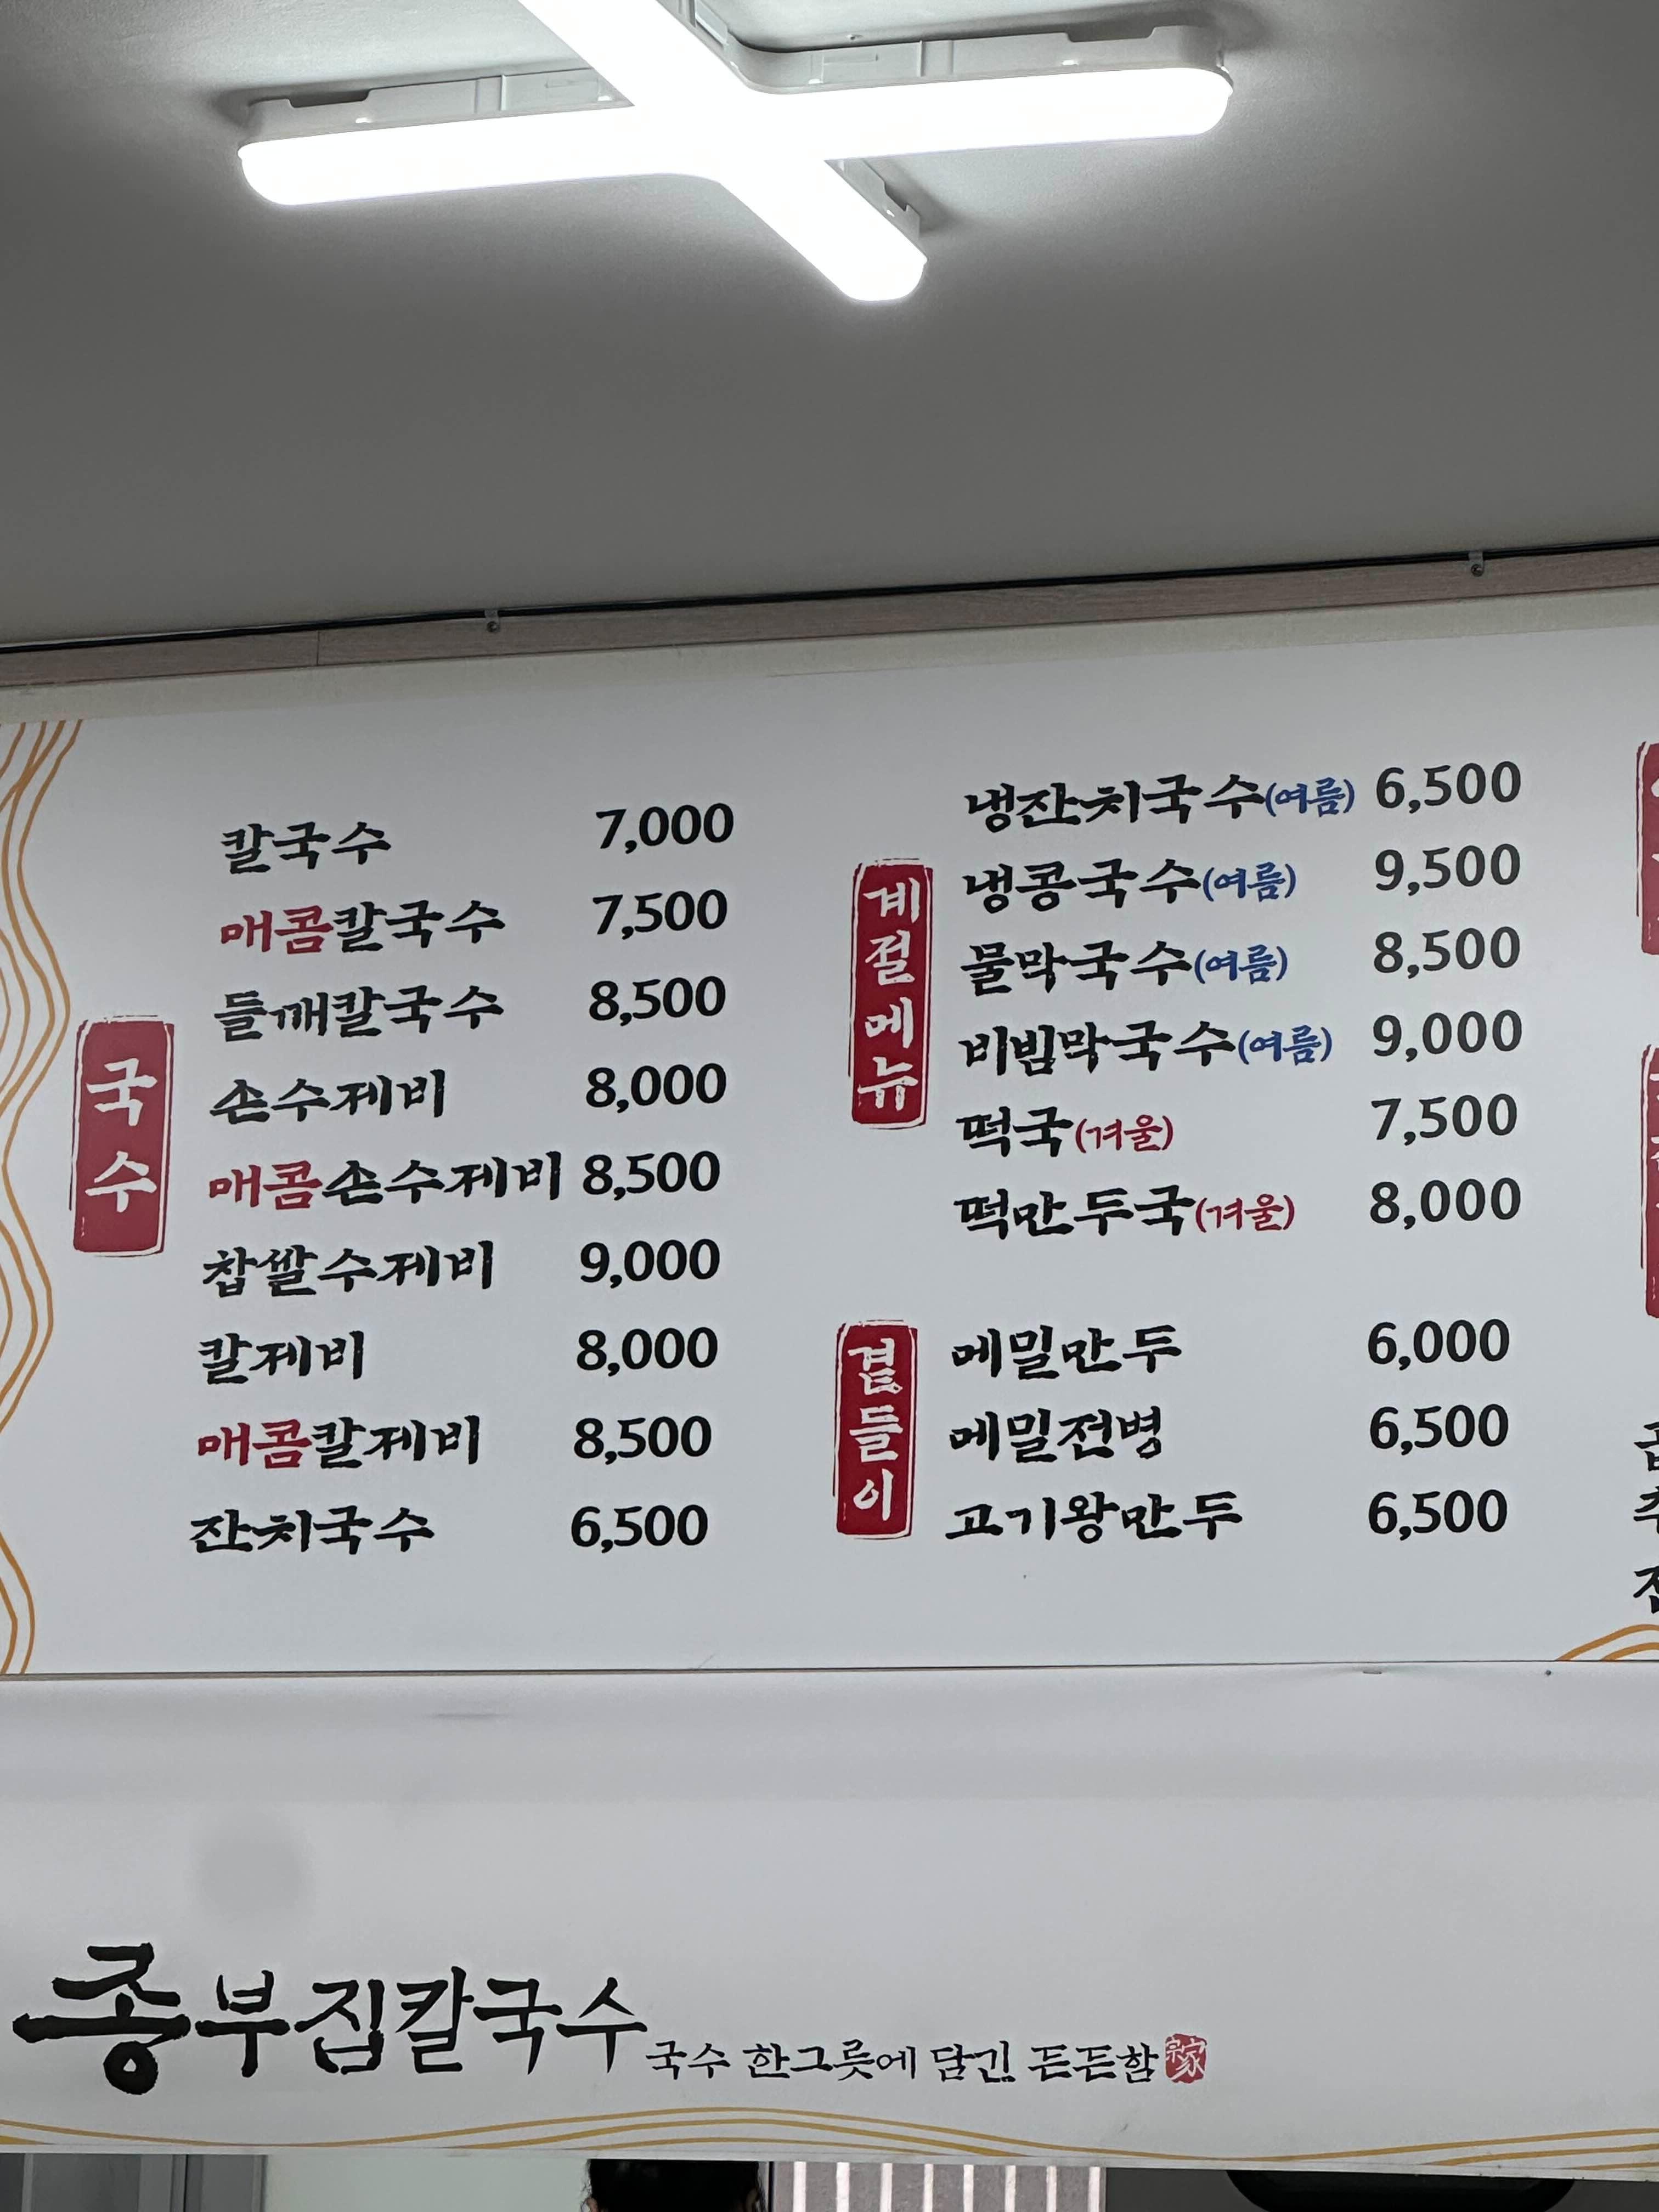 국수
칼국수 7,000
매콤칼국수 7,500
들깨칼국수 8,500
손수제비 8,000
매콤손수제비 8,500
찹쌀수제비 9,000
칼제비 8,000
매콤칼제비 8,500
잔치국수 6,500
계절메뉴
냉잔치국수(여름) 6,500
냉콩국수(여름) 9,500
물막국수(여름) 8,500
비빔막국수(여름) 9,000
떡국(겨울) 7,500
떡만두국(겨울) 8,000
곁들이
메밀만두 6,000
메밀전병 6,500
고기왕만두 6,500
종부집칼국수
국수 한그릇에 담긴 든든함
宗家